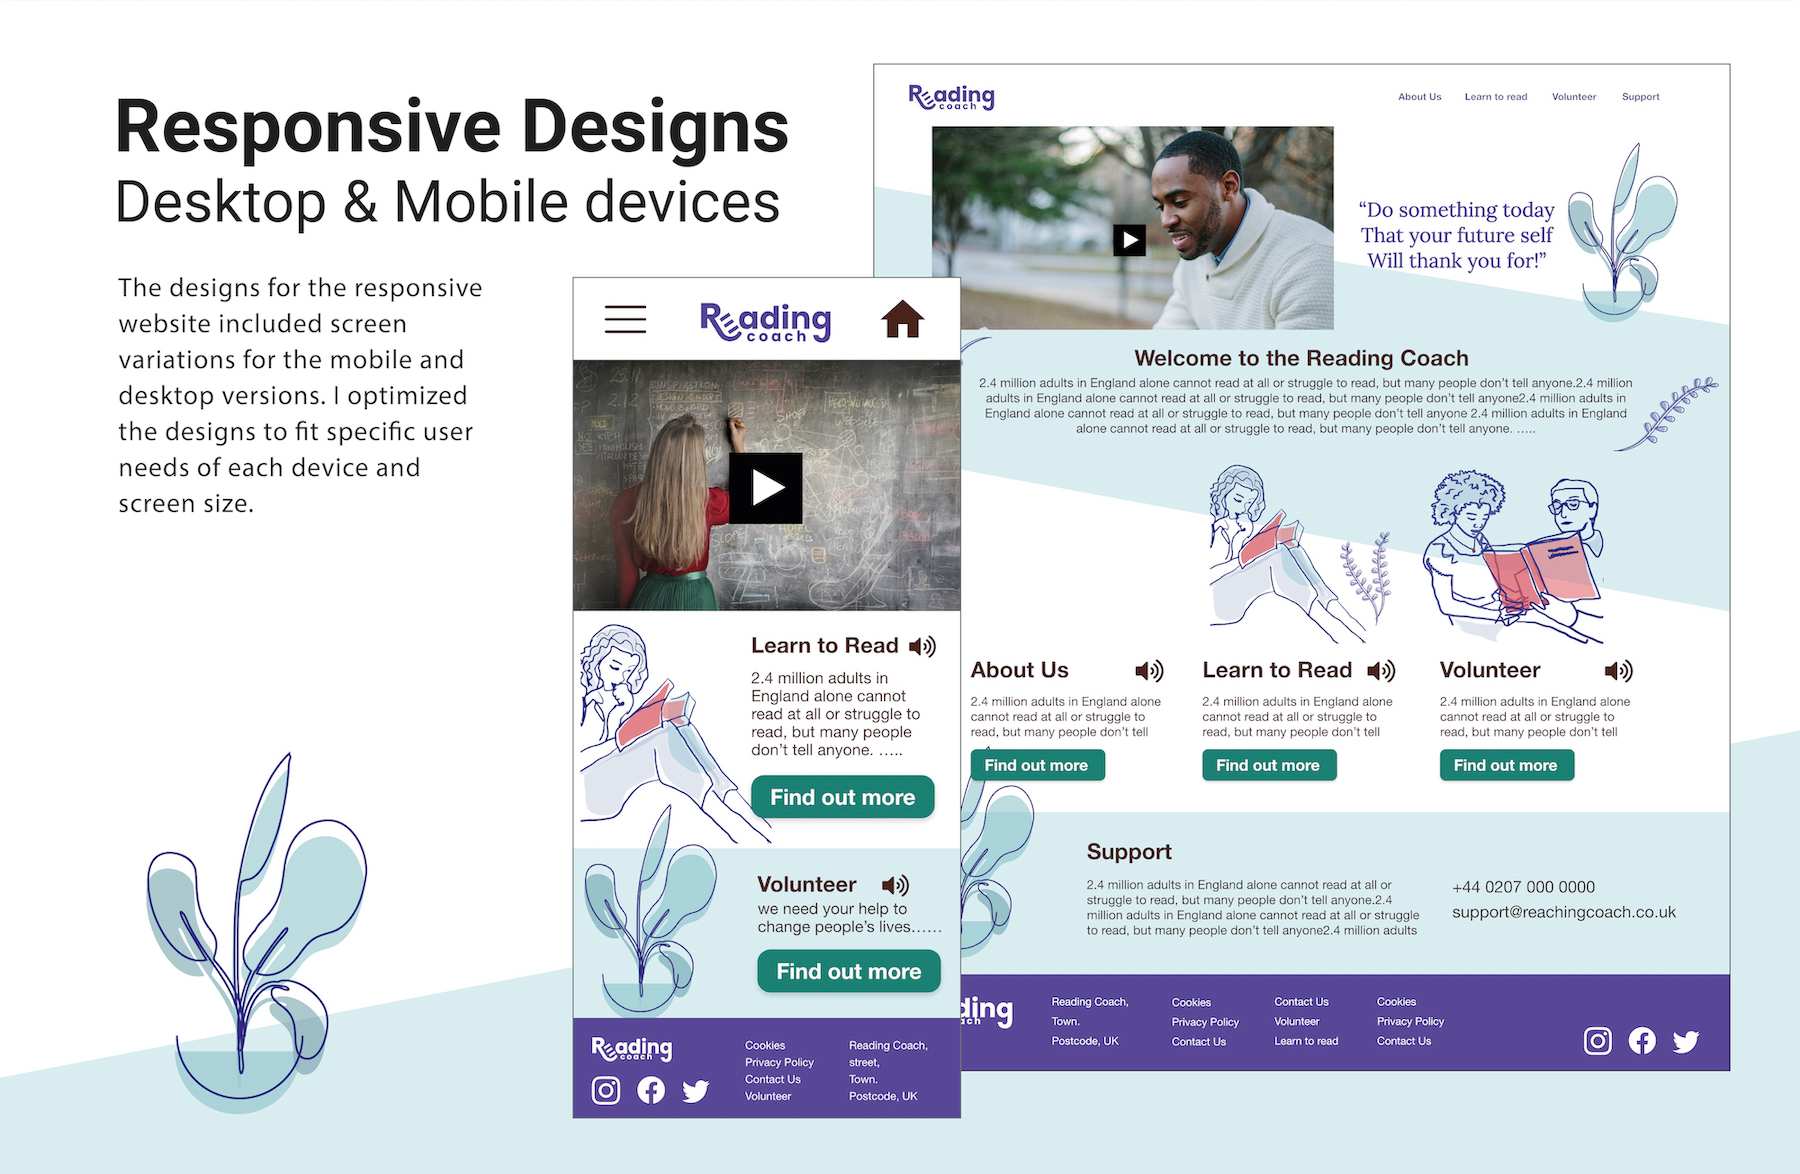 Responsive Designs
Desktop & Mobile devices
The designs for the responsive
website included screen
variations for the mobile and
desktop versions. I optimized
the designs to fit specific user
needs of each device and
screen size.
Reading
coach
Learn to Read
2.4 million adults in
England alone cannot
read at all or struggle to
read, but many people
don't tell anyone. …..
Find out more
Volunteer
we need your help to
change people's lives……
Find out more
Reading
coach
Cookies
Privacy Policy
Contact Us
Volunteer
Reading Coach,
street,
Town.
Postcode, UK
Reading
coach
About Us
Learn to read
Volunteer
Support
“Do something today
That your future self
Will thank you for!”
Welcome to the Reading Coach
2.4 million adults in England alone cannot read at all or struggle to read, but many people don't tell anyone.2.4 million
adults in England alone cannot read at all or struggle to read, but many people don't tell anyone2.4 million adults in
England alone cannot read at all or struggle to read, but many people don't tell anyone 2.4 million adults in England
alone cannot read at all or struggle to read, but many people don't tell anyone. …..
About Us
2.4 million adults in England alone
cannot read at all or struggle to
read, but many people don't tell
Find out more
Learn to Read
2.4 million adults in England alone
cannot read at all or struggle to
read, but many people don't tell
Find out more
Volunteer
2.4 million adults in England alone
cannot read at all or struggle to
read, but many people don't tell
Find out more
Support
2.4 million adults in England alone cannot read at all or
struggle to read, but many people don't tell anyone.2.4
million adults in England alone cannot read at all or struggle
to read, but many people don't tell anyone2.4 million adults
+44 0207 000 0000
support@reachingcoach.co.uk
ding
ach
Reading Coach,
Town.
Postcode, UK
Cookies
Privacy Policy
Contact Us
Contact Us
Volunteer
Learn to read
Cookies
Privacy Policy
Contact Us